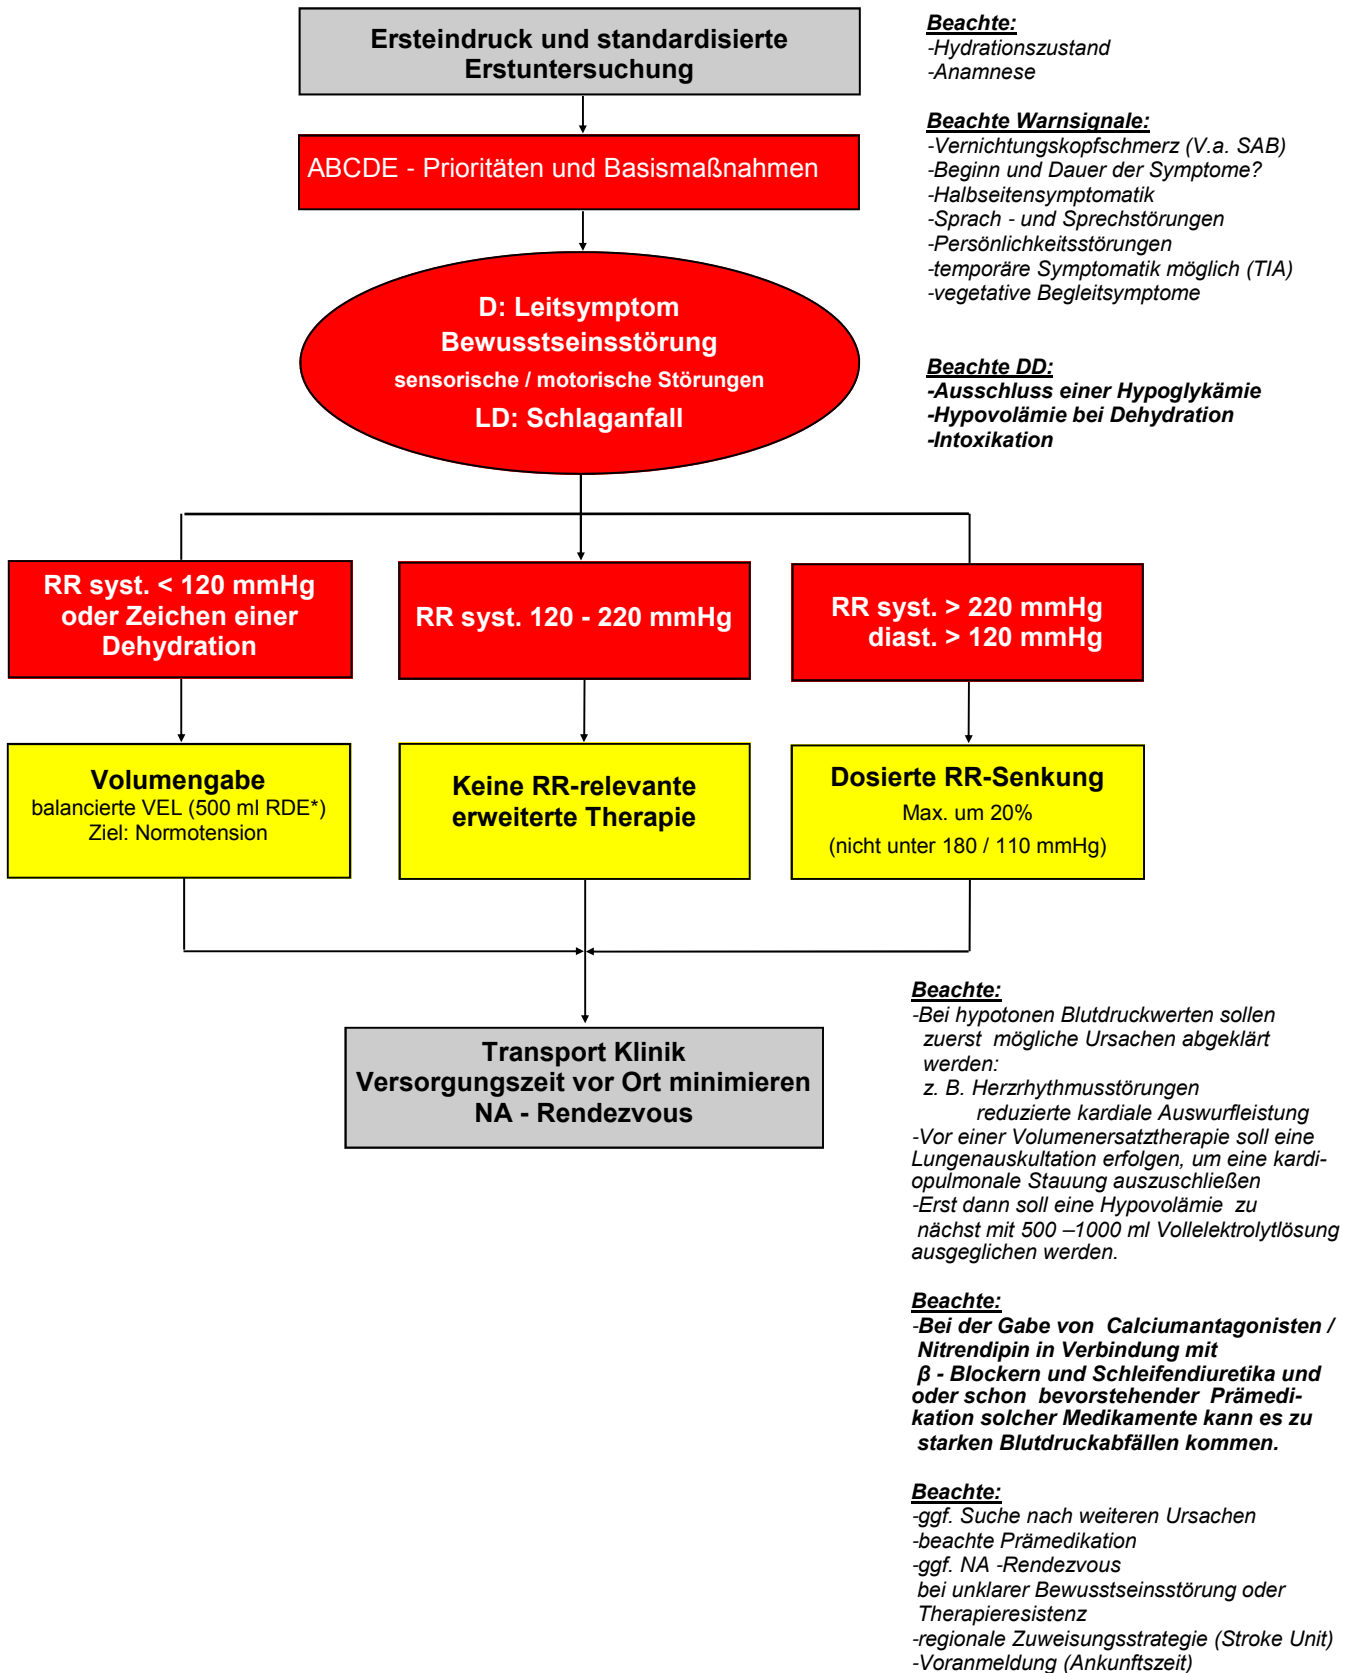 Ersteindruck und standardisierte
Erstuntersuchung
Beachte:
-Hydrationszustand
-Anamnese
ABCDE - Prioritäten und Basismaßnahmen
Beachte Warnsignale:
-Vernichtungskopfschmerz (V.a. SAB)
-Beginn und Dauer der Symptome?
-Halbseitensymptomatik
-Sprach - und Sprechstörungen
-Persönlichkeitsstörungen
-temporäre Symptomatik möglich (TIA)
-vegetative Begleitsymptome
D: Leitsymptom
Bewusstseinsstörung
sensorische / motorische Störungen
LD: Schlaganfall
Beachte DD:
-Ausschluss einer Hypoglykämie
-Hypovolämie bei Dehydration
-Intoxikation
RR syst. < 120 mmHg
oder Zeichen einer
Dehydration
RR syst. 120 - 220 mmHg
RR syst. > 220 mmHg
diast. > 120 mmHg
Volumengabe
balancierte VEL (500 ml RDE*)
Ziel: Normotension
Keine RR-relevante
erweiterte Therapie
Dosierte RR-Senkung
Max. um 20%
(nicht unter 180 / 110 mmHg)
Transport Klinik
Versorgungszeit vor Ort minimieren
NA - Rendezvous
Beachte:
-Bei hypotonen Blutdruckwerten sollen
zuerst mögliche Ursachen abgeklärt
werden:
z. B. Herzrhythmusstörungen
reduzierte kardiale Auswurfleistung
-Vor einer Volumenersatztherapie soll eine
Lungenauskultation erfolgen, um eine kardi-
opulmonale Stauung auszuschließen
-Erst dann soll eine Hypovolämie zu
nächst mit 500 –1000 ml Vollelektrolytlösung
ausgeglichen werden.
Beachte:
-Bei der Gabe von Calciumantagonisten /
Nitrendipin in Verbindung mit
β - Blockern und Schleifendiuretika und
oder schon bevorstehender Prämedi-
kation solcher Medikamente kann es zu
starken Blutdruckabfällen kommen.
Beachte:
-ggf. Suche nach weiteren Ursachen
-beachte Prämedikation
-ggf. NA -Rendezvous
bei unklarer Bewusstseinsstörung oder
Therapieresistenz
-regionale Zuweisungsstrategie (Stroke Unit)
-Voranmeldung (Ankunftszeit)